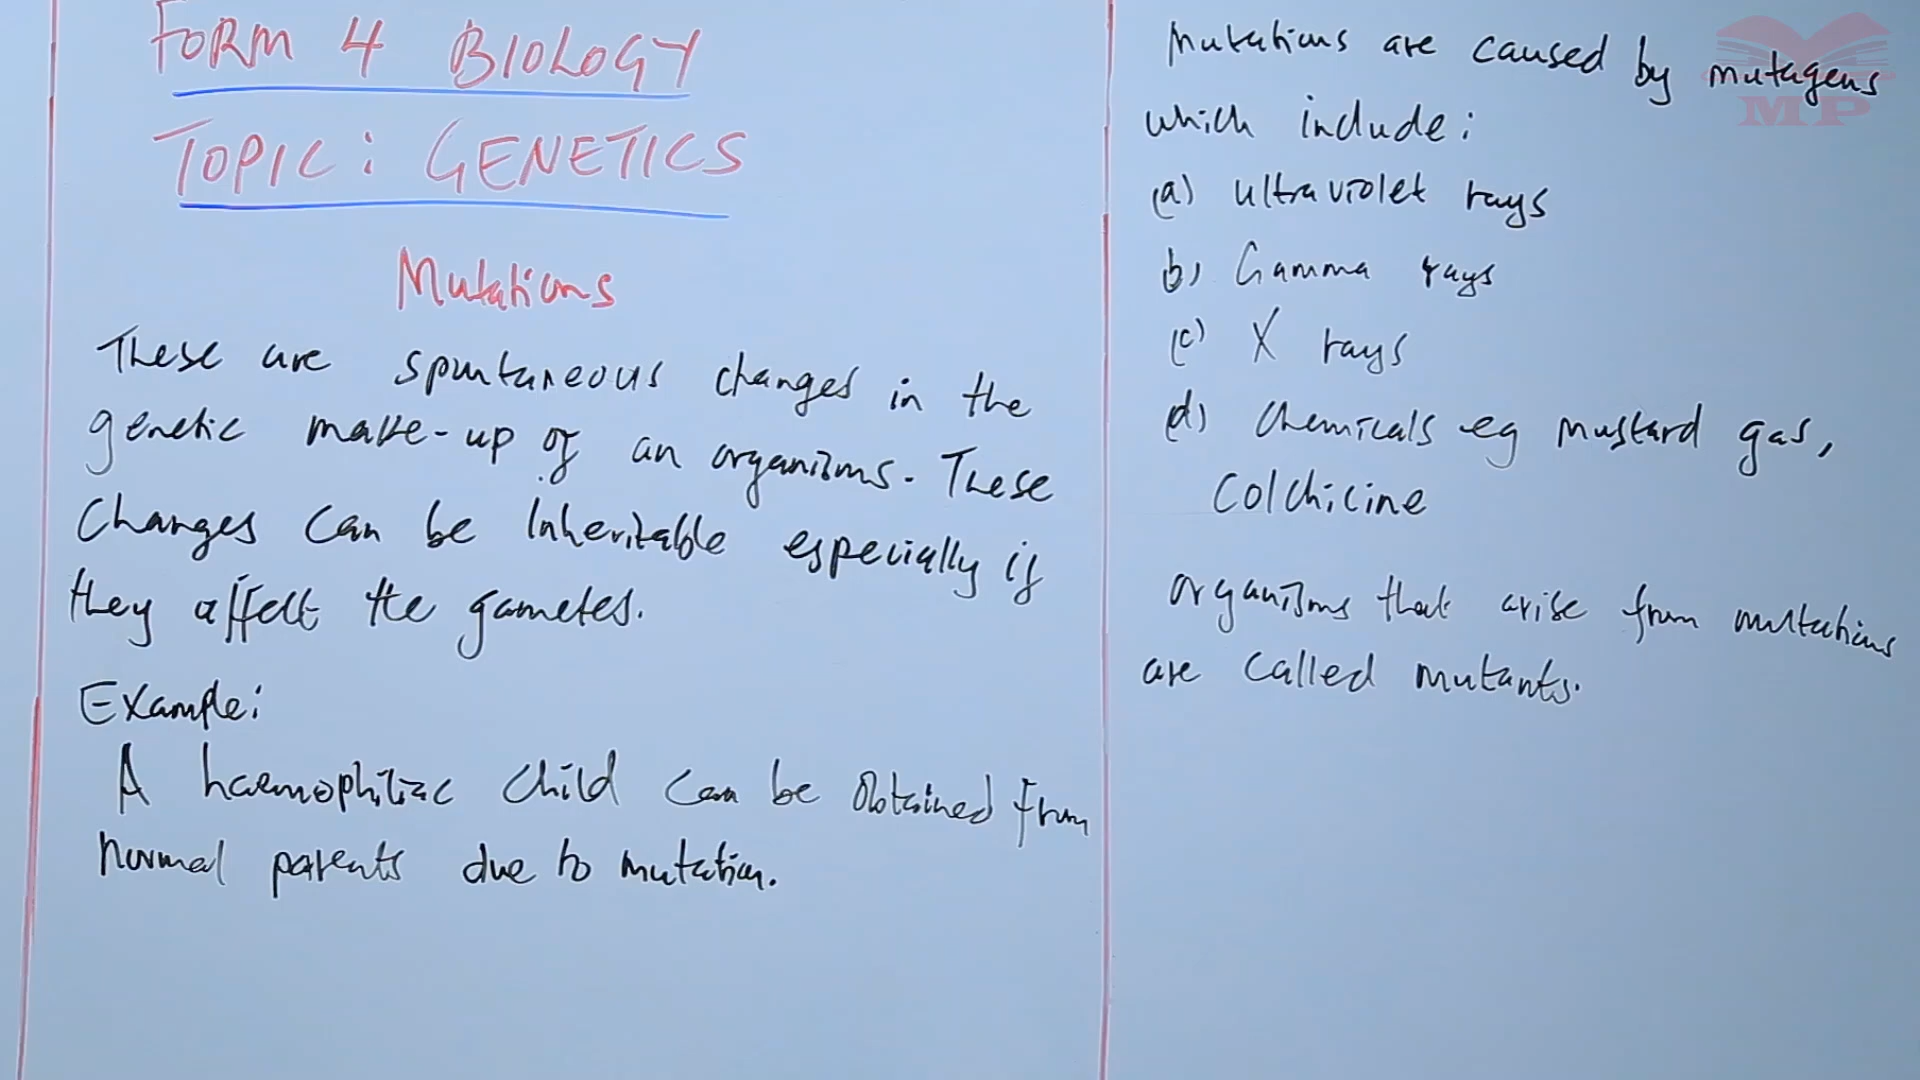 FORM 4 BIOLOGY
TOPIC: GENETICS
Mutations
These are spontaneous changes in the
genetic make-up of an organisms. These
changes can be inheritable especially if
they affect the gametes.
Example:
A haemophiliac child can be obtained from
normal parents due to mutation.
Mutations are caused by mutagens
which include:
(a) ultraviolet rays
b) Gamma rays
(c) X rays
d) Chemicals eg mustard gas,
Colchicine
organisms that arise from mutations
are called mutants.
MP